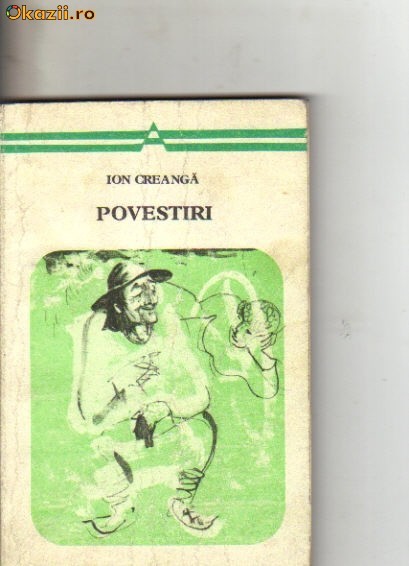 Okazii.ro
A
ION CREANGĂ
POVESTIRI